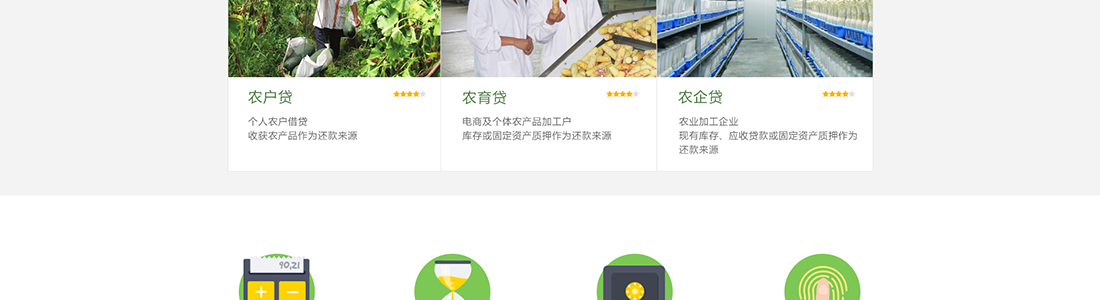 农户贷
个人农户借贷
收获农产品作为还款来源
农育贷
电商及个体农产品加工户
库存或固定资产质押作为还款来源
农企贷
农业加工企业
现有库存、应收贷款或固定资产质押作为
还款来源
90,21